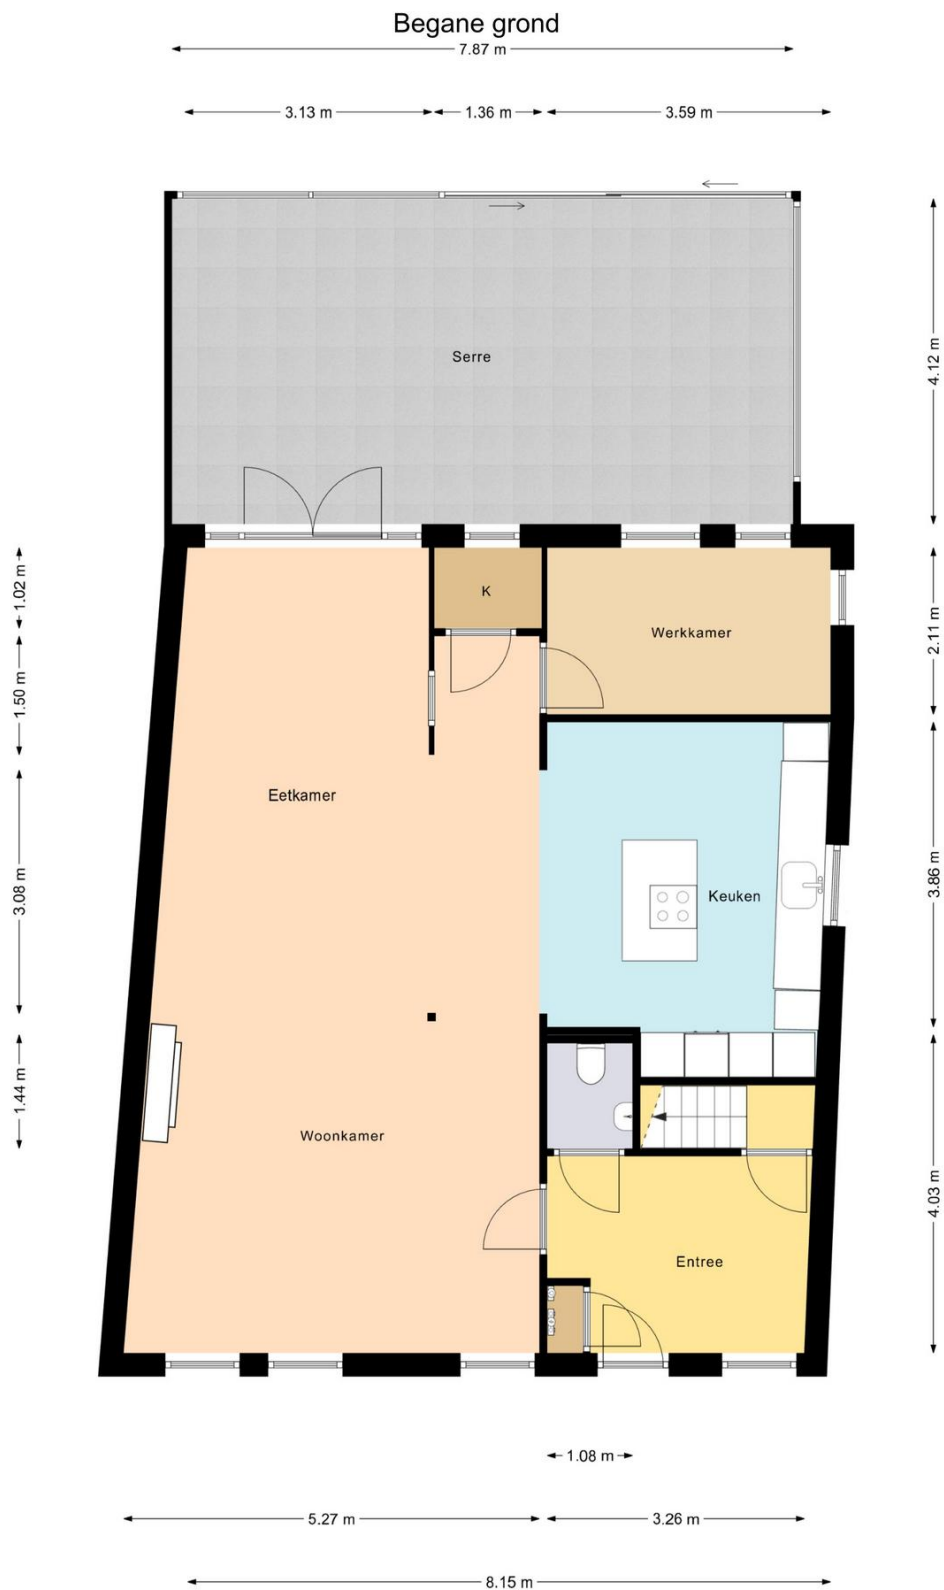 Begane grond
7.87 m
3.13 m
1.36 m
3.59 m
Serre
4.12 m
1.02 m
K
Werkkamer
2.11 m
1.50 m
Eetkamer
3.08 m
Keuken
3.86 m
1.44 m
Woonkamer
4.03 m
Entree
1.08 m
5.27 m
3.26 m
8.15 m